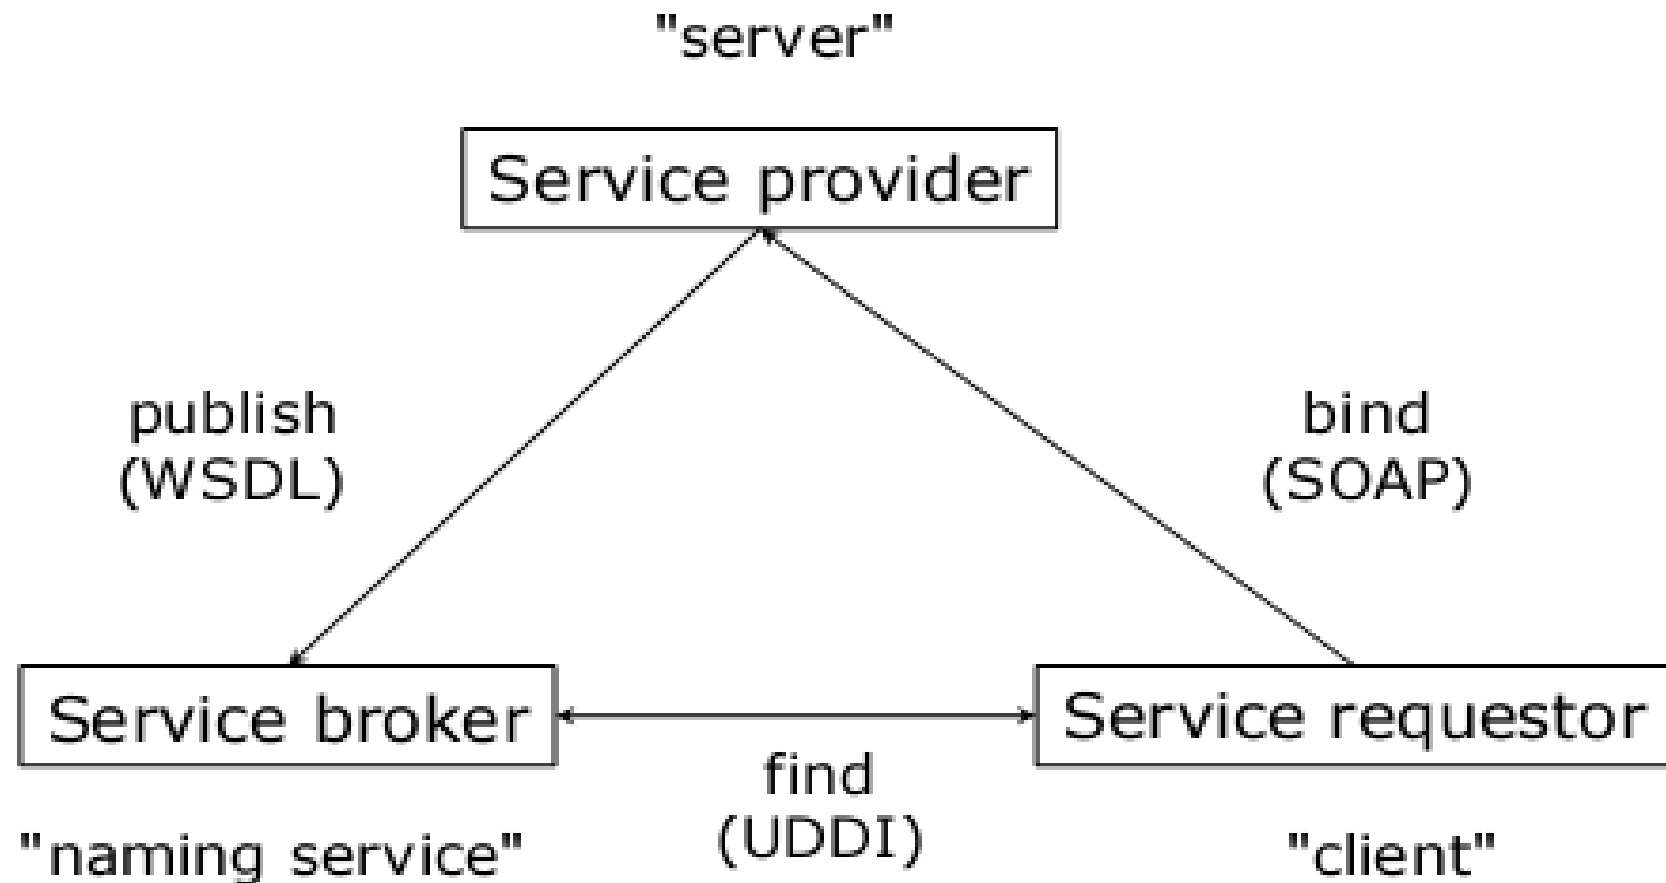 "server"
Service provider
publish
(WSDL)
bind
(SOAP)
Service broker
Service requestor
find
(UDDI)
"naming service"
"client"